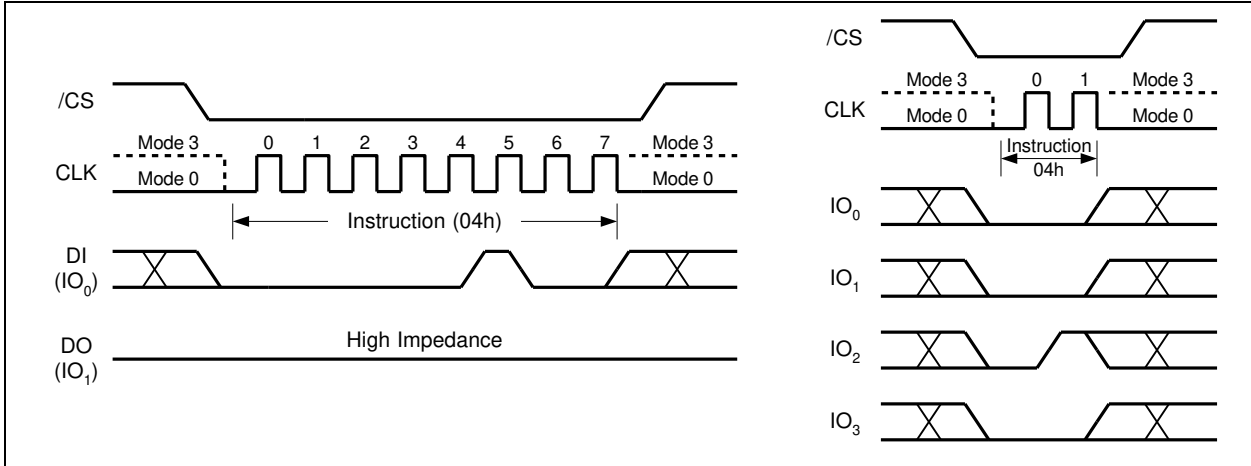 /CS
Mode 3 0 1 2 3 4 5 6 7 Mode 3
CLK
Mode 0 Mode 0
Instruction (04h)
DI
(IO0)
High Impedance
DO
(IO1)
/CS
Mode 3 0 1 Mode 3
CLK
Mode 0 Mode 0
Instruction
04h
IO0
IO1
IO2
IO3